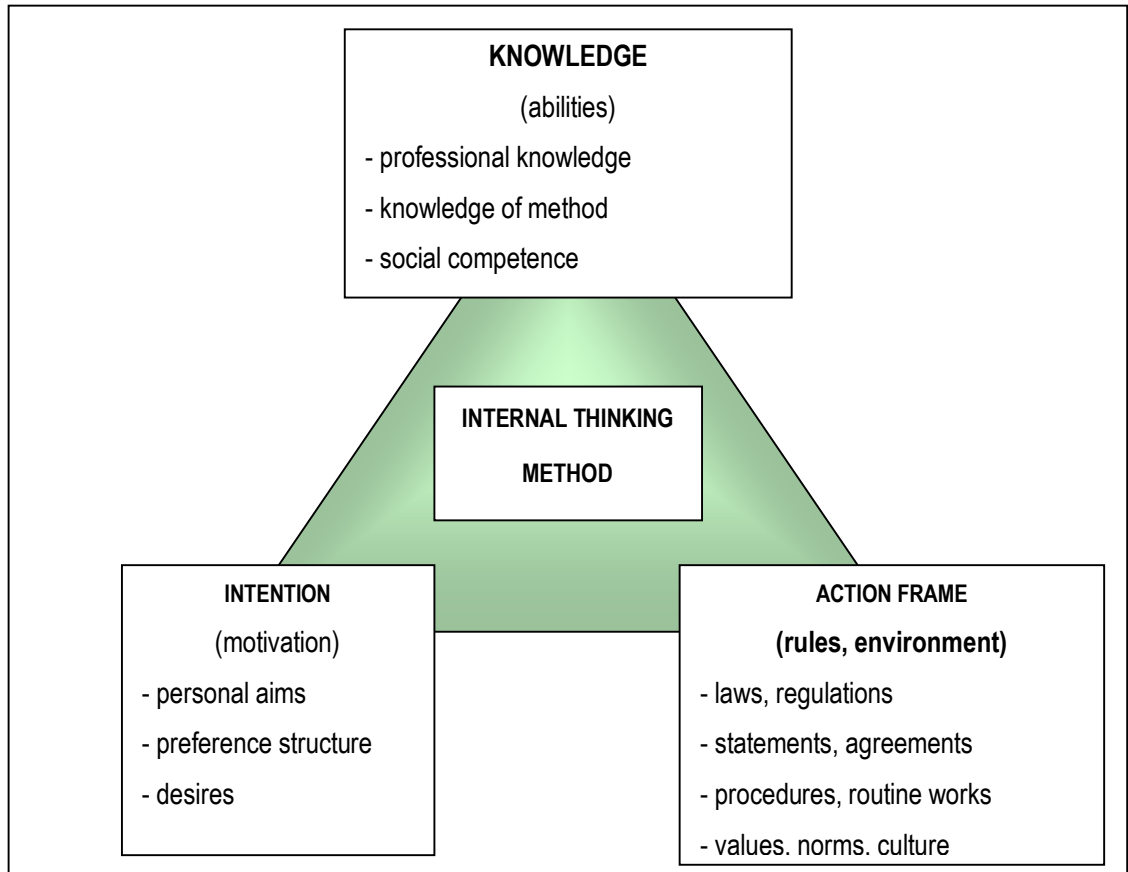 KNOWLEDGE
(abilities)
- professional knowledge
- knowledge of method
- social competence
INTERNAL THINKING
METHOD
INTENTION
(motivation)
- personal aims
- preference structure
- desires
ACTION FRAME
(rules, environment)
- laws, regulations
- statements, agreements
- procedures, routine works
- values. norms. culture